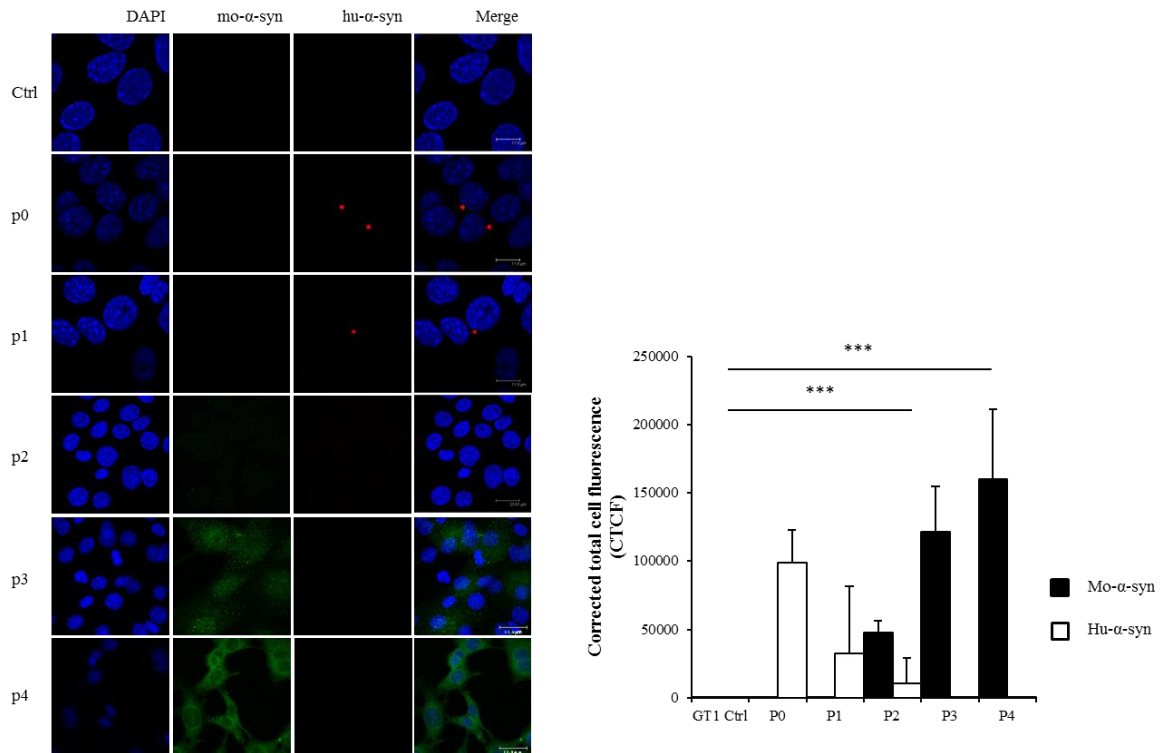 DAPI mo-α-syn hu-α-syn Merge
Ctrl
p0
p1
p2
p3
p4
Corrected total cell fluorescence
(CTCF)
250000
200000
150000
100000
50000
0
***
***
GT1 Ctrl P0 P1 P2 P3 P4
Mo-α-syn
Hu-α-syn